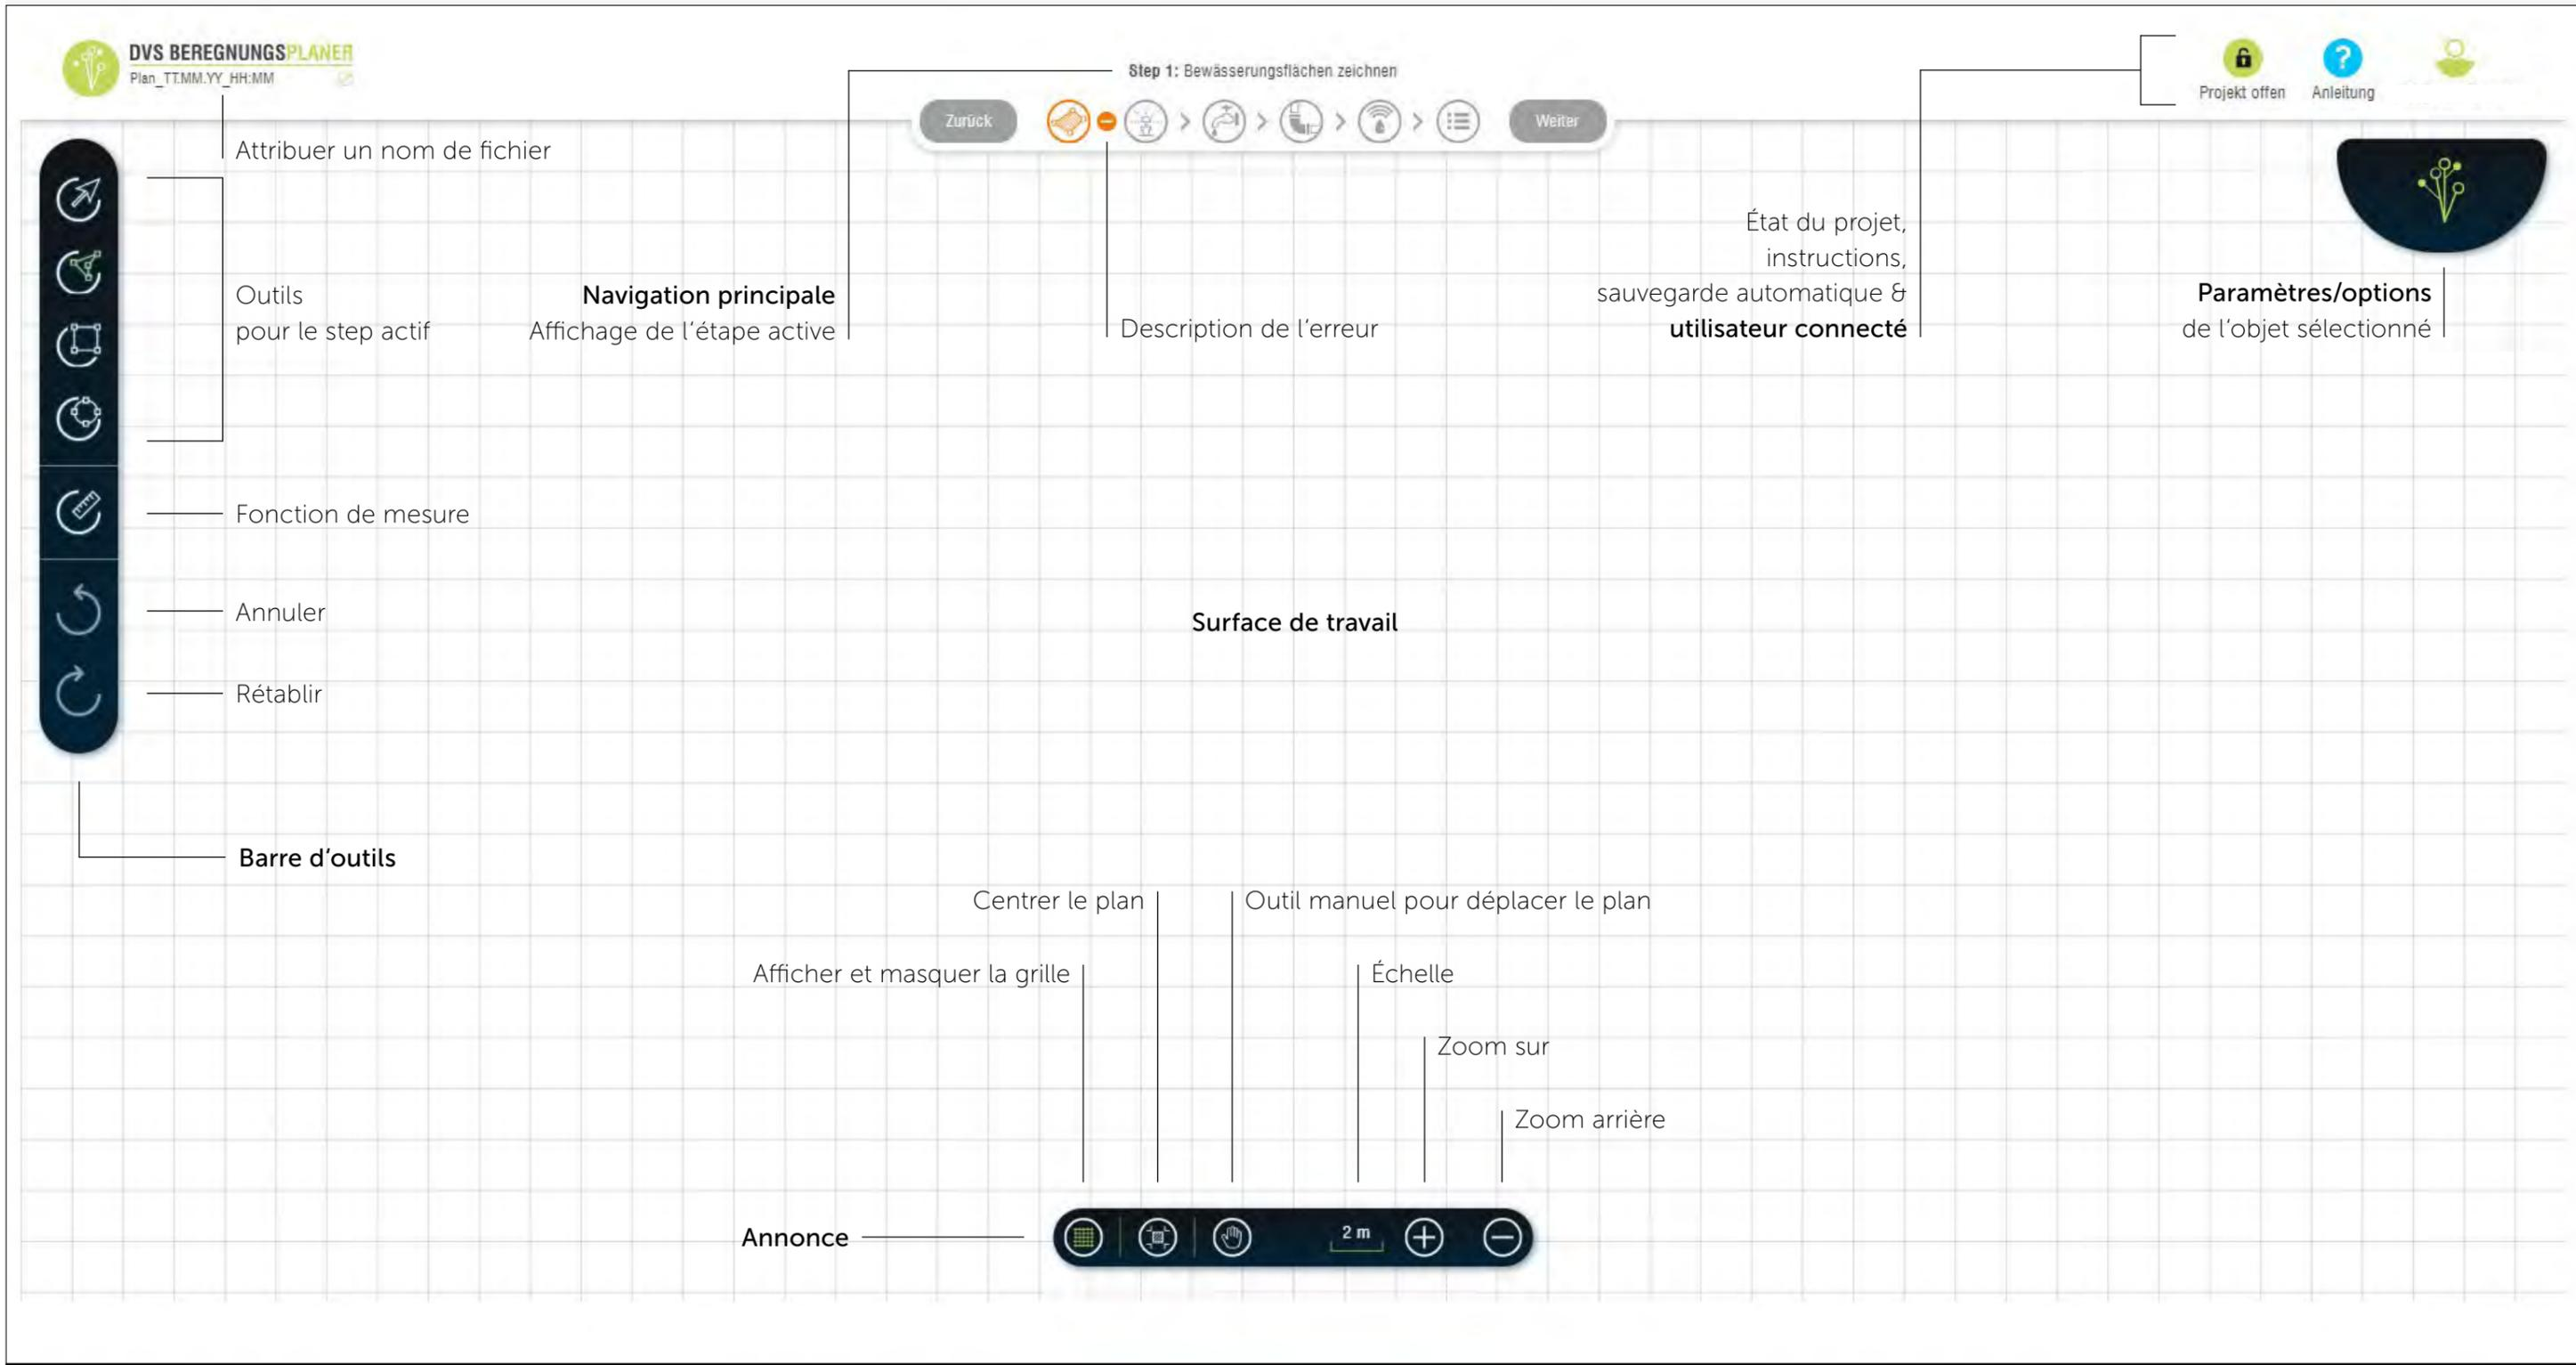 DVS BEREGNUNGSPLANER
Plan_TT.MM.YY_HH:MM
Step 1: Bewässerungsflächen zeichnen
Zurück
Weiter
Projekt offen
Anleitung
Attribuer un nom de fichier
Outils
pour le step actif
Navigation principale
Affichage de l'étape active
Description de l'erreur
État du projet,
instructions,
sauvegarde automatique &
utilisateur connecté
Paramètres/options
de l'objet sélectionné
Fonction de mesure
Annuler
Rétablir
Surface de travail
Barre d'outils
Centrer le plan
Outil manuel pour déplacer le plan
Afficher et masquer la grille
Échelle
Zoom sur
Zoom arrière
Annonce
2 m